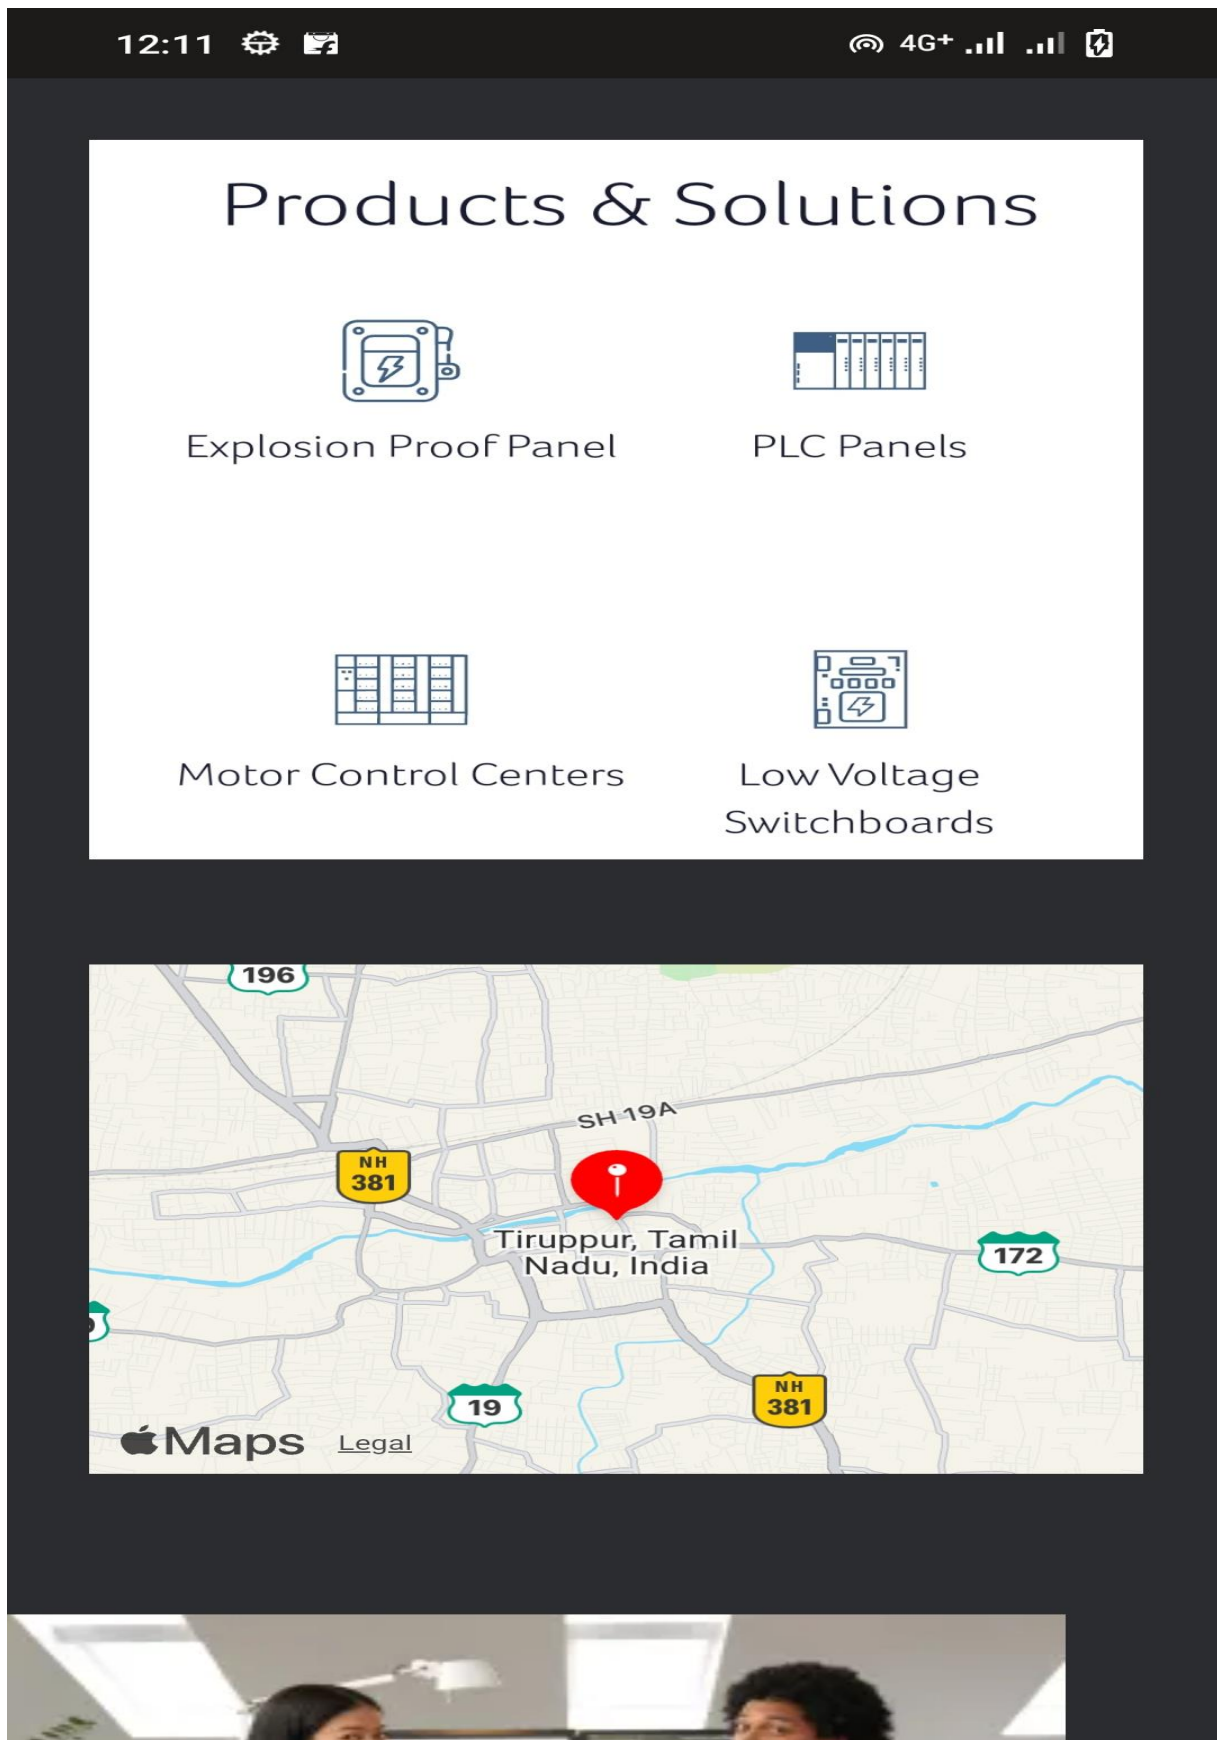 12:11
4G+
Products & Solutions
Explosion Proof Panel
PLC Panels
Motor Control Centers
Low Voltage
Switchboards
196
SH 19A
NH
381
Tiruppur, Tamil
Nadu, India
172
19
NH
381
Maps
Legal